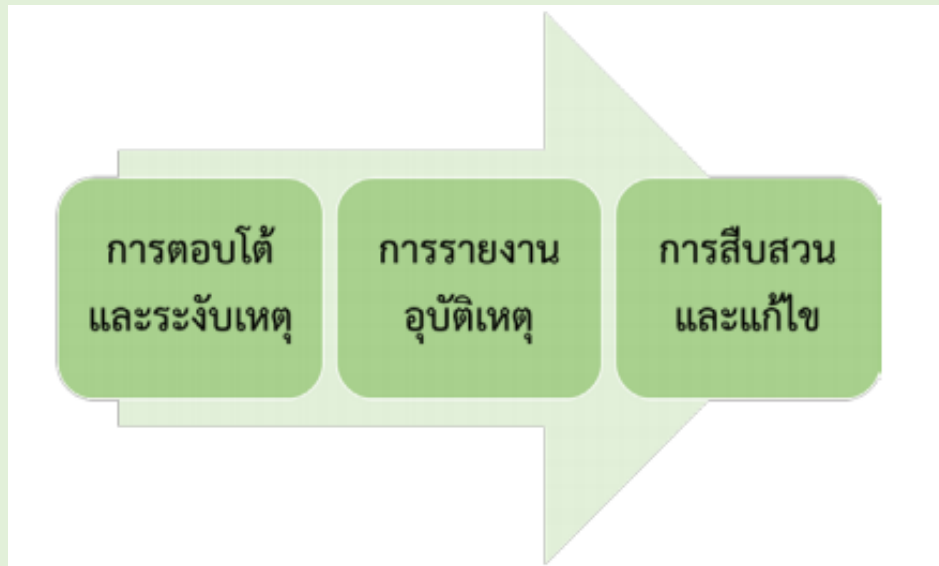 การตอบโต้
และระงับเหตุ
การรายงาน
อุบัติเหตุ
การสืบสวน
และแก้ไข